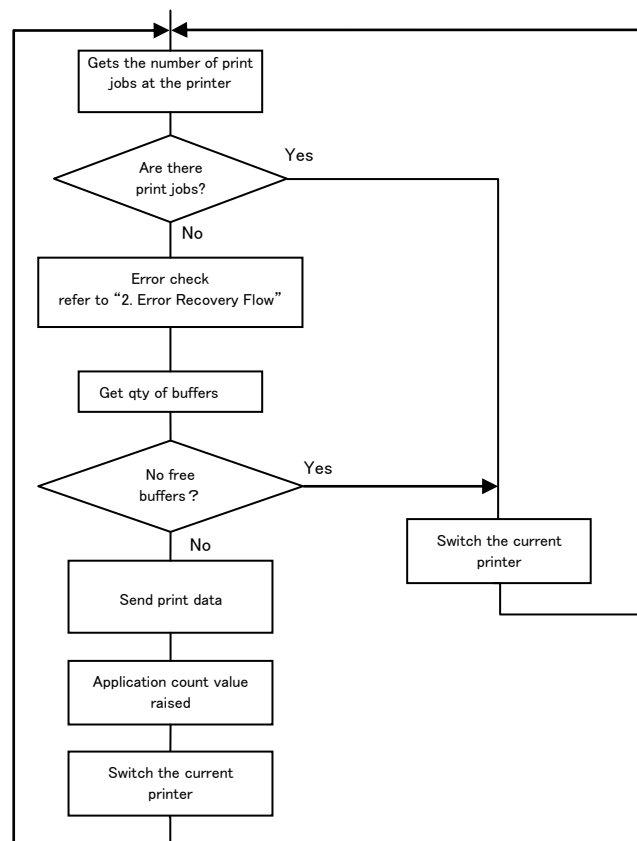 Gets the number of print
jobs at the printer
Are there
print jobs?
Yes
No
Error check
refer to “2. Error Recovery Flow”
Get qty of buffers
No free
buffers？
Yes
No
Switch the current
printer
Send print data
Application count value
raised
Switch the current
printer